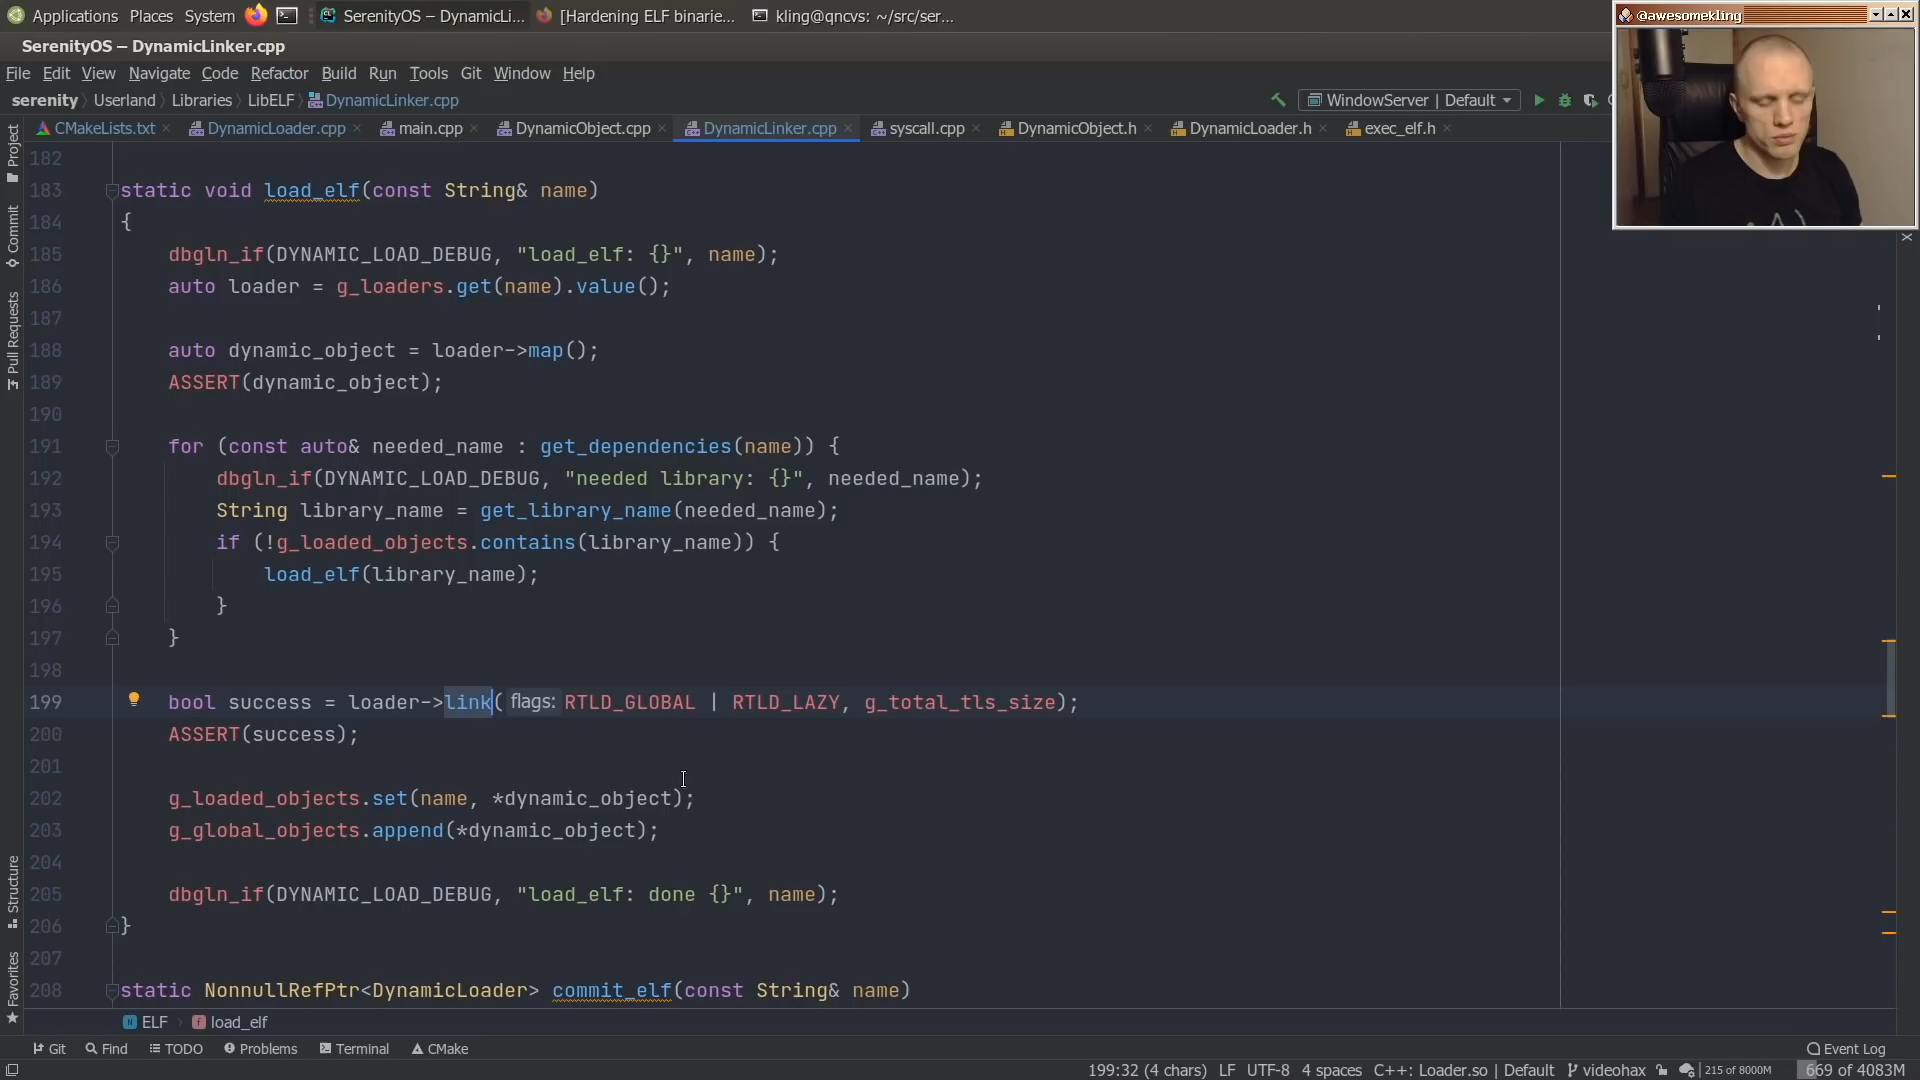 Applications Places System SerenityOS – DynamicLi... [Hardening ELF binarie... kling@qncvs: ~/src/ser...
@awesomekling
SerenityOS – DynamicLinker.cpp
File Edit View Navigate Code Refactor Build Run Tools Git Window Help
serenity Userland Libraries LibELF DynamicLinker.cpp WindowServer | Default
CMakeLists.txt DynamicLoader.cpp main.cpp DynamicObject.cpp DynamicLinker.cpp syscall.cpp DynamicObject.h DynamicLoader.h exec_elf.h
Project
Commit
Pull Requests
Structure
Favorites
182
183 static void load_elf(const String& name)
184 {
185 dbgln_if(DYNAMIC_LOAD_DEBUG, "load_elf: {}", name);
186 auto loader = g_loaders.get(name).value();
187
188 auto dynamic_object = loader->map();
189 ASSERT(dynamic_object);
190
191 for (const auto& needed_name : get_dependencies(name)) {
192 dbgln_if(DYNAMIC_LOAD_DEBUG, "needed library: {}", needed_name);
193 String library_name = get_library_name(needed_name);
194 if (!g_loaded_objects.contains(library_name)) {
195 load_elf(library_name);
196 }
197 }
198
199 bool success = loader->link( flags: RTLD_GLOBAL | RTLD_LAZY, g_total_tls_size);
200 ASSERT(success);
201
202 g_loaded_objects.set(name, *dynamic_object);
203 g_global_objects.append(*dynamic_object);
204
205 dbgln_if(DYNAMIC_LOAD_DEBUG, "load_elf: done {}", name);
206 }
207
208 static NonnullRefPtr<DynamicLoader> commit_elf(const String& name)
ELF load_elf
Git Find TODO Problems Terminal CMake Event Log
199:32 (4 chars) LF UTF-8 4 spaces C++: Loader.so | Default videohax 215 of 8000M 669 of 4083M